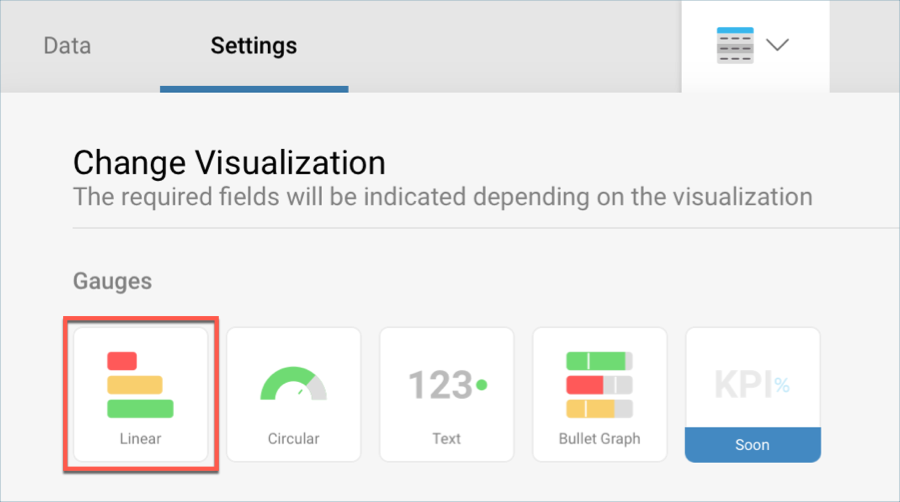 Data
Settings
Change Visualization
The required fields will be indicated depending on the visualization
Gauges
Linear
Circular
123
Text
Bullet Graph
KPI%
Soon